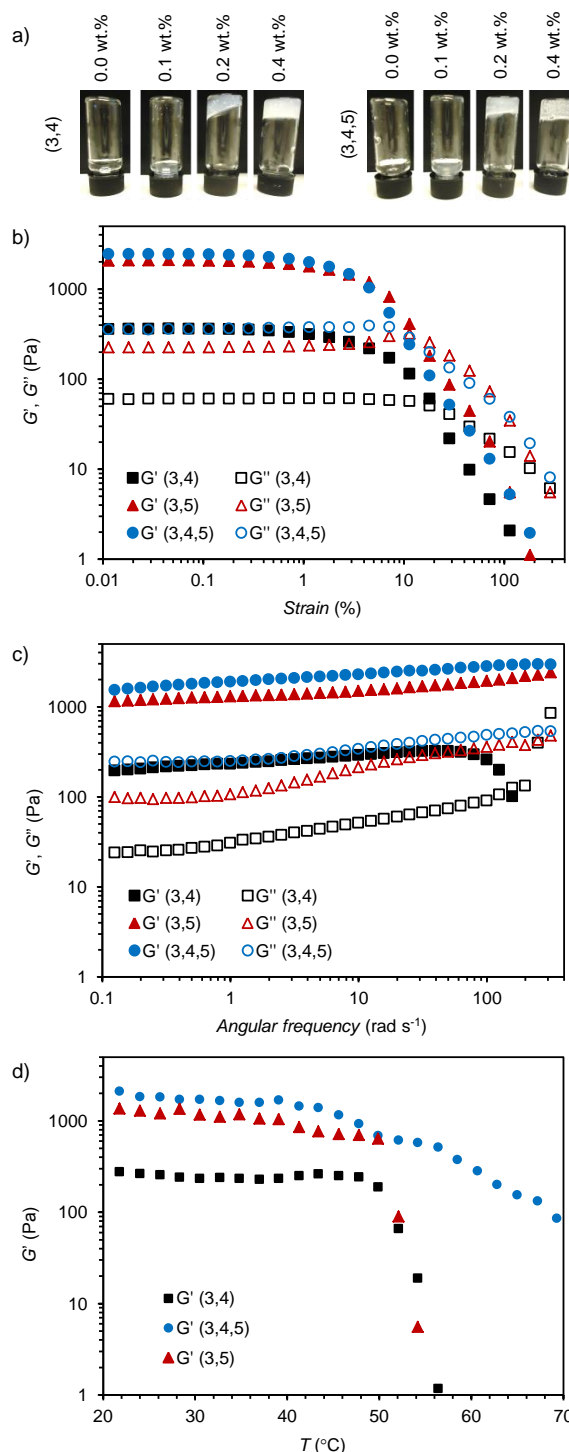 a)
0.0 wt.%
0.1 wt.%
0.2 wt.%
0.4 wt.%
0.0 wt.%
0.1 wt.%
0.2 wt.%
0.4 wt.%
(3,4)
(3,4,5)
b)
1000
100
10
1
G', G'' (Pa)
G' (3,4)
G'' (3,4)
G' (3,5)
G'' (3,5)
G' (3,4,5)
G'' (3,4,5)
0.01
0.1
1
10
100
Strain (%)
c)
1000
100
10
1
G', G'' (Pa)
G' (3,4)
G'' (3,4)
G' (3,5)
G'' (3,5)
G' (3,4,5)
G'' (3,4,5)
0.1
1
10
100
Angular frequency (rad s⁻¹)
d)
1000
100
10
1
G' (Pa)
G' (3,4)
G' (3,4,5)
G' (3,5)
20
30
40
50
60
70
T (°C)